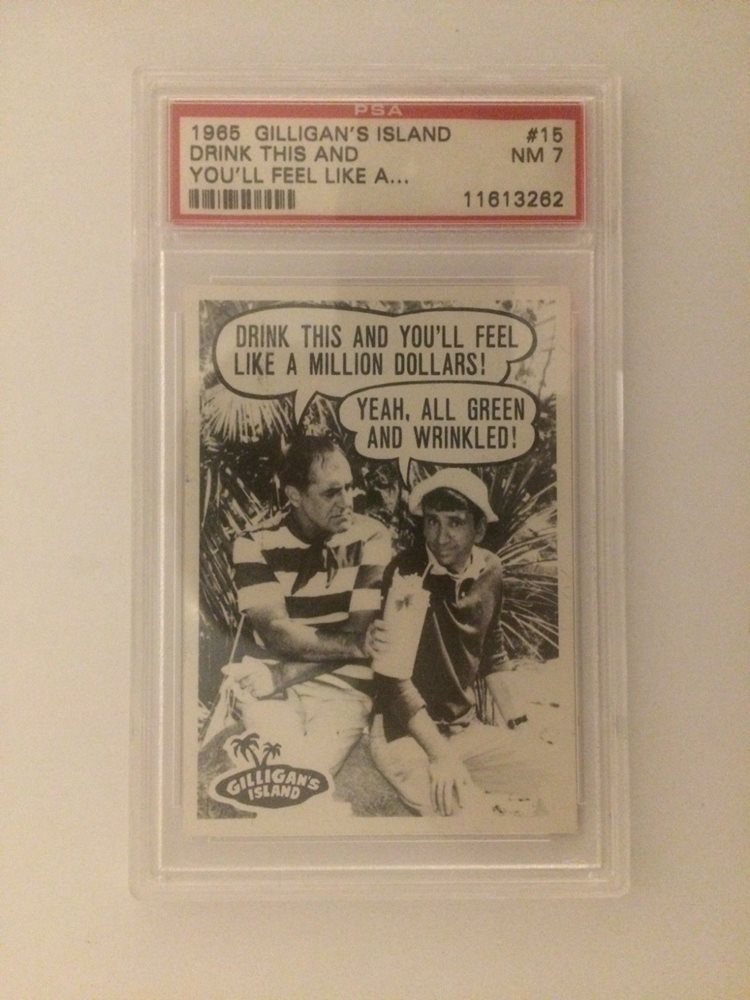 PSA
1965 GILLIGAN'S ISLAND #15
DRINK THIS AND NM 7
YOU'LL FEEL LIKE A...
11613262
DRINK THIS AND YOU'LL FEEL
LIKE A MILLION DOLLARS!
YEAH, ALL GREEN
AND WRINKLED!
GILLIGAN'S
ISLAND